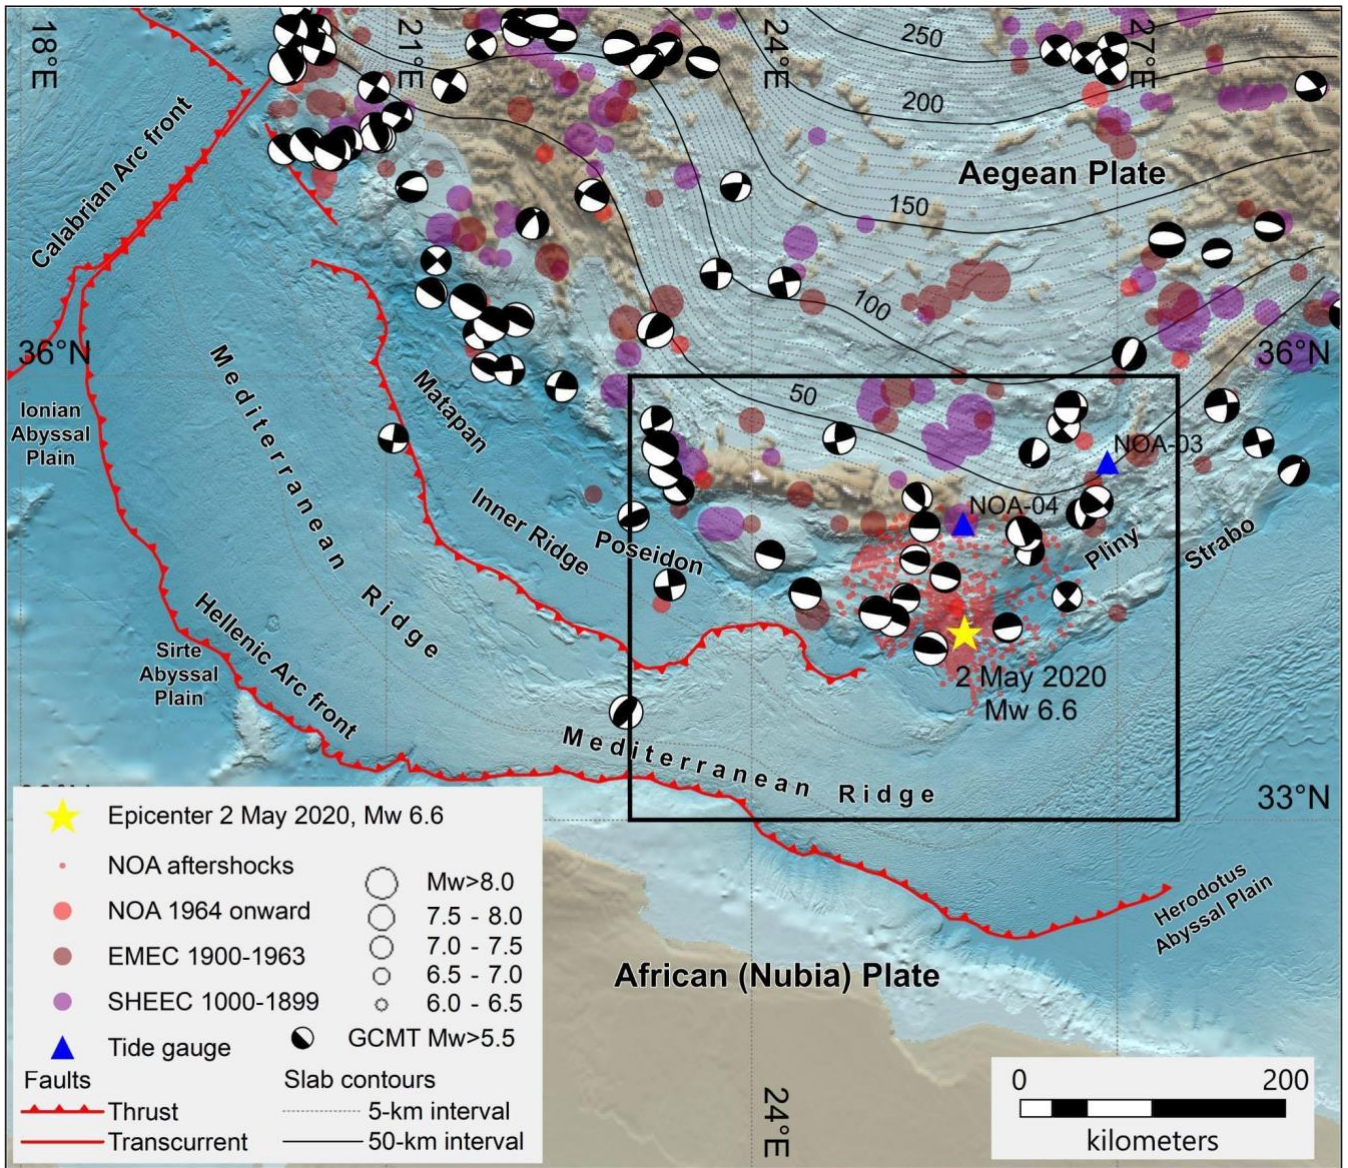 18°E
21°E
24°E
27°E
250
200
150
100
50
Aegean Plate
Calabrian Arc front
36°N
36°N
Ionian
Abyssal
Plain
Mediterranean Ridge
Matapan
Inner Ridge
Poseidon
NOA-03
NOA-04
Pliny
Strabo
Hellenic Arc front
Sirte
Abyssal
Plain
2 May 2020
Mw 6.6
Mediterranean Ridge
33°N
Herodotus
Abyssal Plain
African (Nubia) Plate
Epicenter 2 May 2020, Mw 6.6
NOA aftershocks
NOA 1964 onward
EMEC 1900-1963
SHEEC 1000-1899
Tide gauge
Mw>8.0
7.5 - 8.0
7.0 - 7.5
6.5 - 7.0
6.0 - 6.5
GCMT Mw>5.5
Faults
Thrust
Transcurrent
Slab contours
5-km interval
50-km interval
24°E
0 200
kilometers